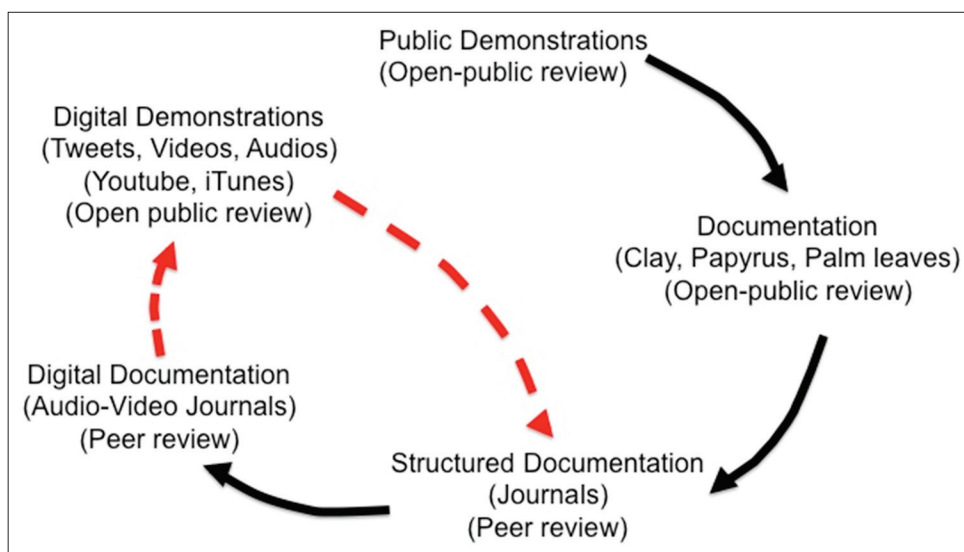 Public Demonstrations
(Open-public review)
Digital Demonstrations
(Tweets, Videos, Audios)
(Youtube, iTunes)
(Open public review)
Documentation
(Clay, Papyrus, Palm leaves)
(Open-public review)
Digital Documentation
(Audio-Video Journals)
(Peer review)
Structured Documentation
(Journals)
(Peer review)